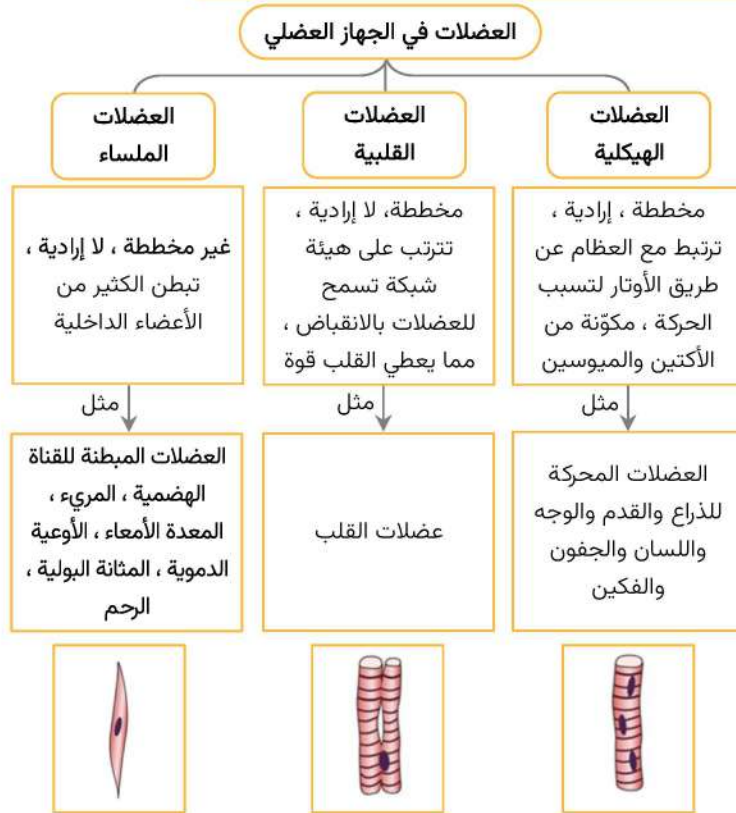 العضلات في الجهاز العضلي
العضلات
الهيكلية
مخططة ، إرادية ،
ترتبط مع العظام عن
طريق الأوتار لتسبب
الحركة ، مكوّنة من
الأكتين والميوسين
مثل
العضلات المحركة
للذراع والقدم والوجه
واللسان والجفون
والفكين
العضلات
القلبية
مخططة، لا إرادية ،
تترتب على هيئة
شبكة تسمح
للعضلات بالانقباض ،
مما يعطي القلب قوة
مثل
عضلات القلب
العضلات
الملساء
غير مخططة ، لا إرادية ،
تبطن الكثير من
الأعضاء الداخلية
مثل
العضلات المبطنة للقناة
الهضمية ، المريء ،
المعدة الأمعاء ، الأوعية
الدموية ، المثانة البولية ،
الرحم